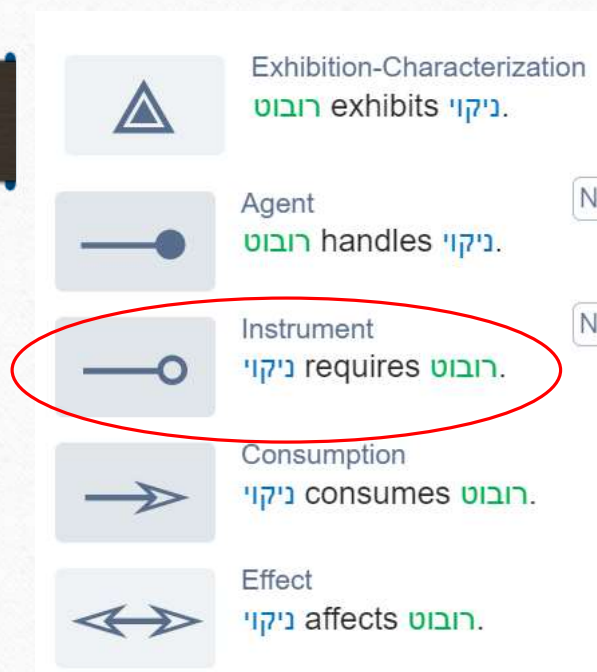 Exhibition-Characterization
רובוט exhibits ניקוי.
Agent
N
רובוט handles ניקוי.
Instrument
N
ניקוי requires רובוט.
Consumption
ניקוי consumes רובוט.
Effect
ניקוי affects רובוט.